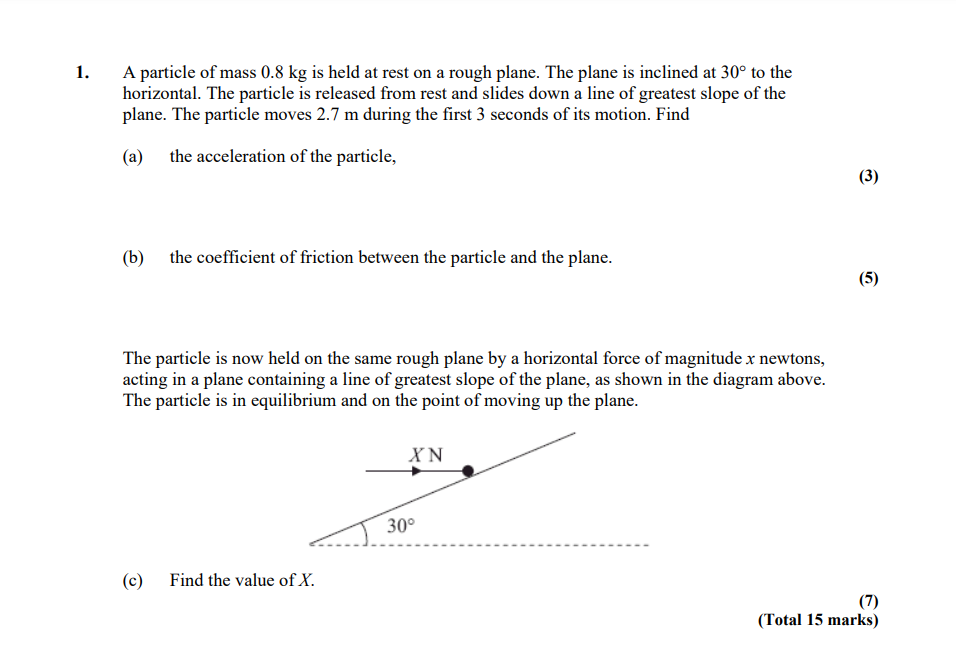 1. A particle of mass 0.8 kg is held at rest on a rough plane. The plane is inclined at 30° to the
horizontal. The particle is released from rest and slides down a line of greatest slope of the
plane. The particle moves 2.7 m during the first 3 seconds of its motion. Find
(a) the acceleration of the particle,
(3)
(b) the coefficient of friction between the particle and the plane.
(5)
The particle is now held on the same rough plane by a horizontal force of magnitude x newtons,
acting in a plane containing a line of greatest slope of the plane, as shown in the diagram above.
The particle is in equilibrium and on the point of moving up the plane.
X N
30°
(c) Find the value of X.
(7)
(Total 15 marks)